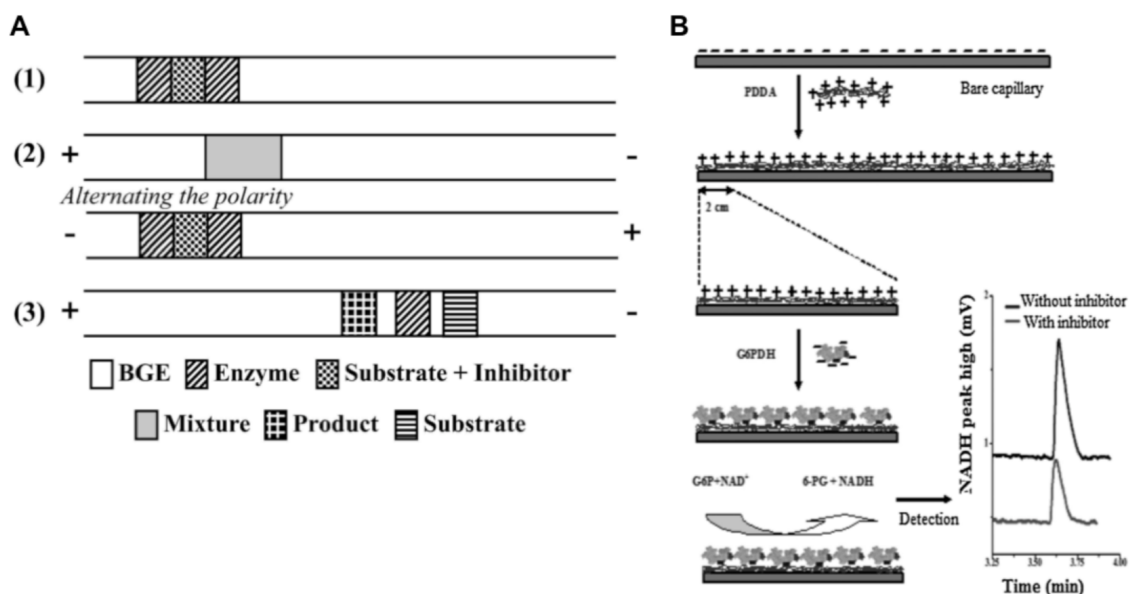 A
(1)
(2)
+
-
Alternating the polarity
-
+
(3)
+
-
BGE Enzyme Substrate + Inhibitor
Mixture Product Substrate
B
- - - - - - - - - - - - - - - - - - - - - - - - - - -
PDDA
Bare capillary
+ + + + + + + + + + + + + + + + + + + + + + + +
2 cm
+ + + + + + + + + + + + + +
G6PDH
G6P+NAD⁺ 6-PG + NADH
Detection
NADH peak high (mV)
2
1
Without inhibitor
With inhibitor
3.25 3.50 3.75 4.00
Time (min)